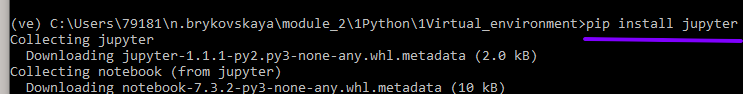 (ve) C:\Users\79181\n.brykovskaya\module_2\1Python\1Virtual_environment>pip install jupyter
Collecting jupyter
  Downloading jupyter-1.1.1-py2.py3-none-any.whl.metadata (2.0 kB)
Collecting notebook (from jupyter)
  Downloading notebook-7.3.2-py3-none-any.whl.metadata (10 kB)